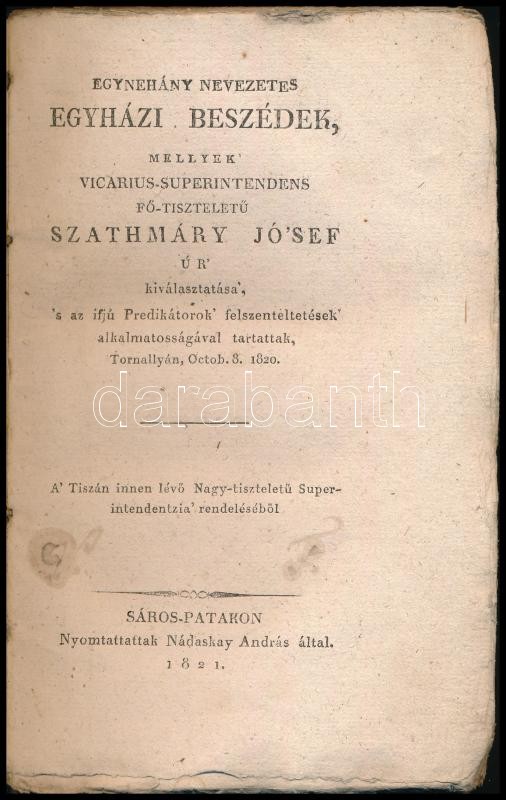 EGYNEHÁNY NEVEZETES
EGYHÁZI BESZÉDEK,
MELLYEK'
VICARIUS-SUPERINTENDENS
FŐ-TISZTELETŰ
SZATHMÁRY JÓ'SEF
ÚR'
kiválasztatása',
's az ifjú Predikátorok' felszenteltetések'
alkalmatosságával tartattak,
Tornallyán, Octob. 8. 1820.
darabanth
A' Tiszán innen lévő Nagy-tiszteletű Super-
intendentzia' rendeléséből
SÁROS-PATAKON
Nyomtattattak Nádaskay András által.
1821.